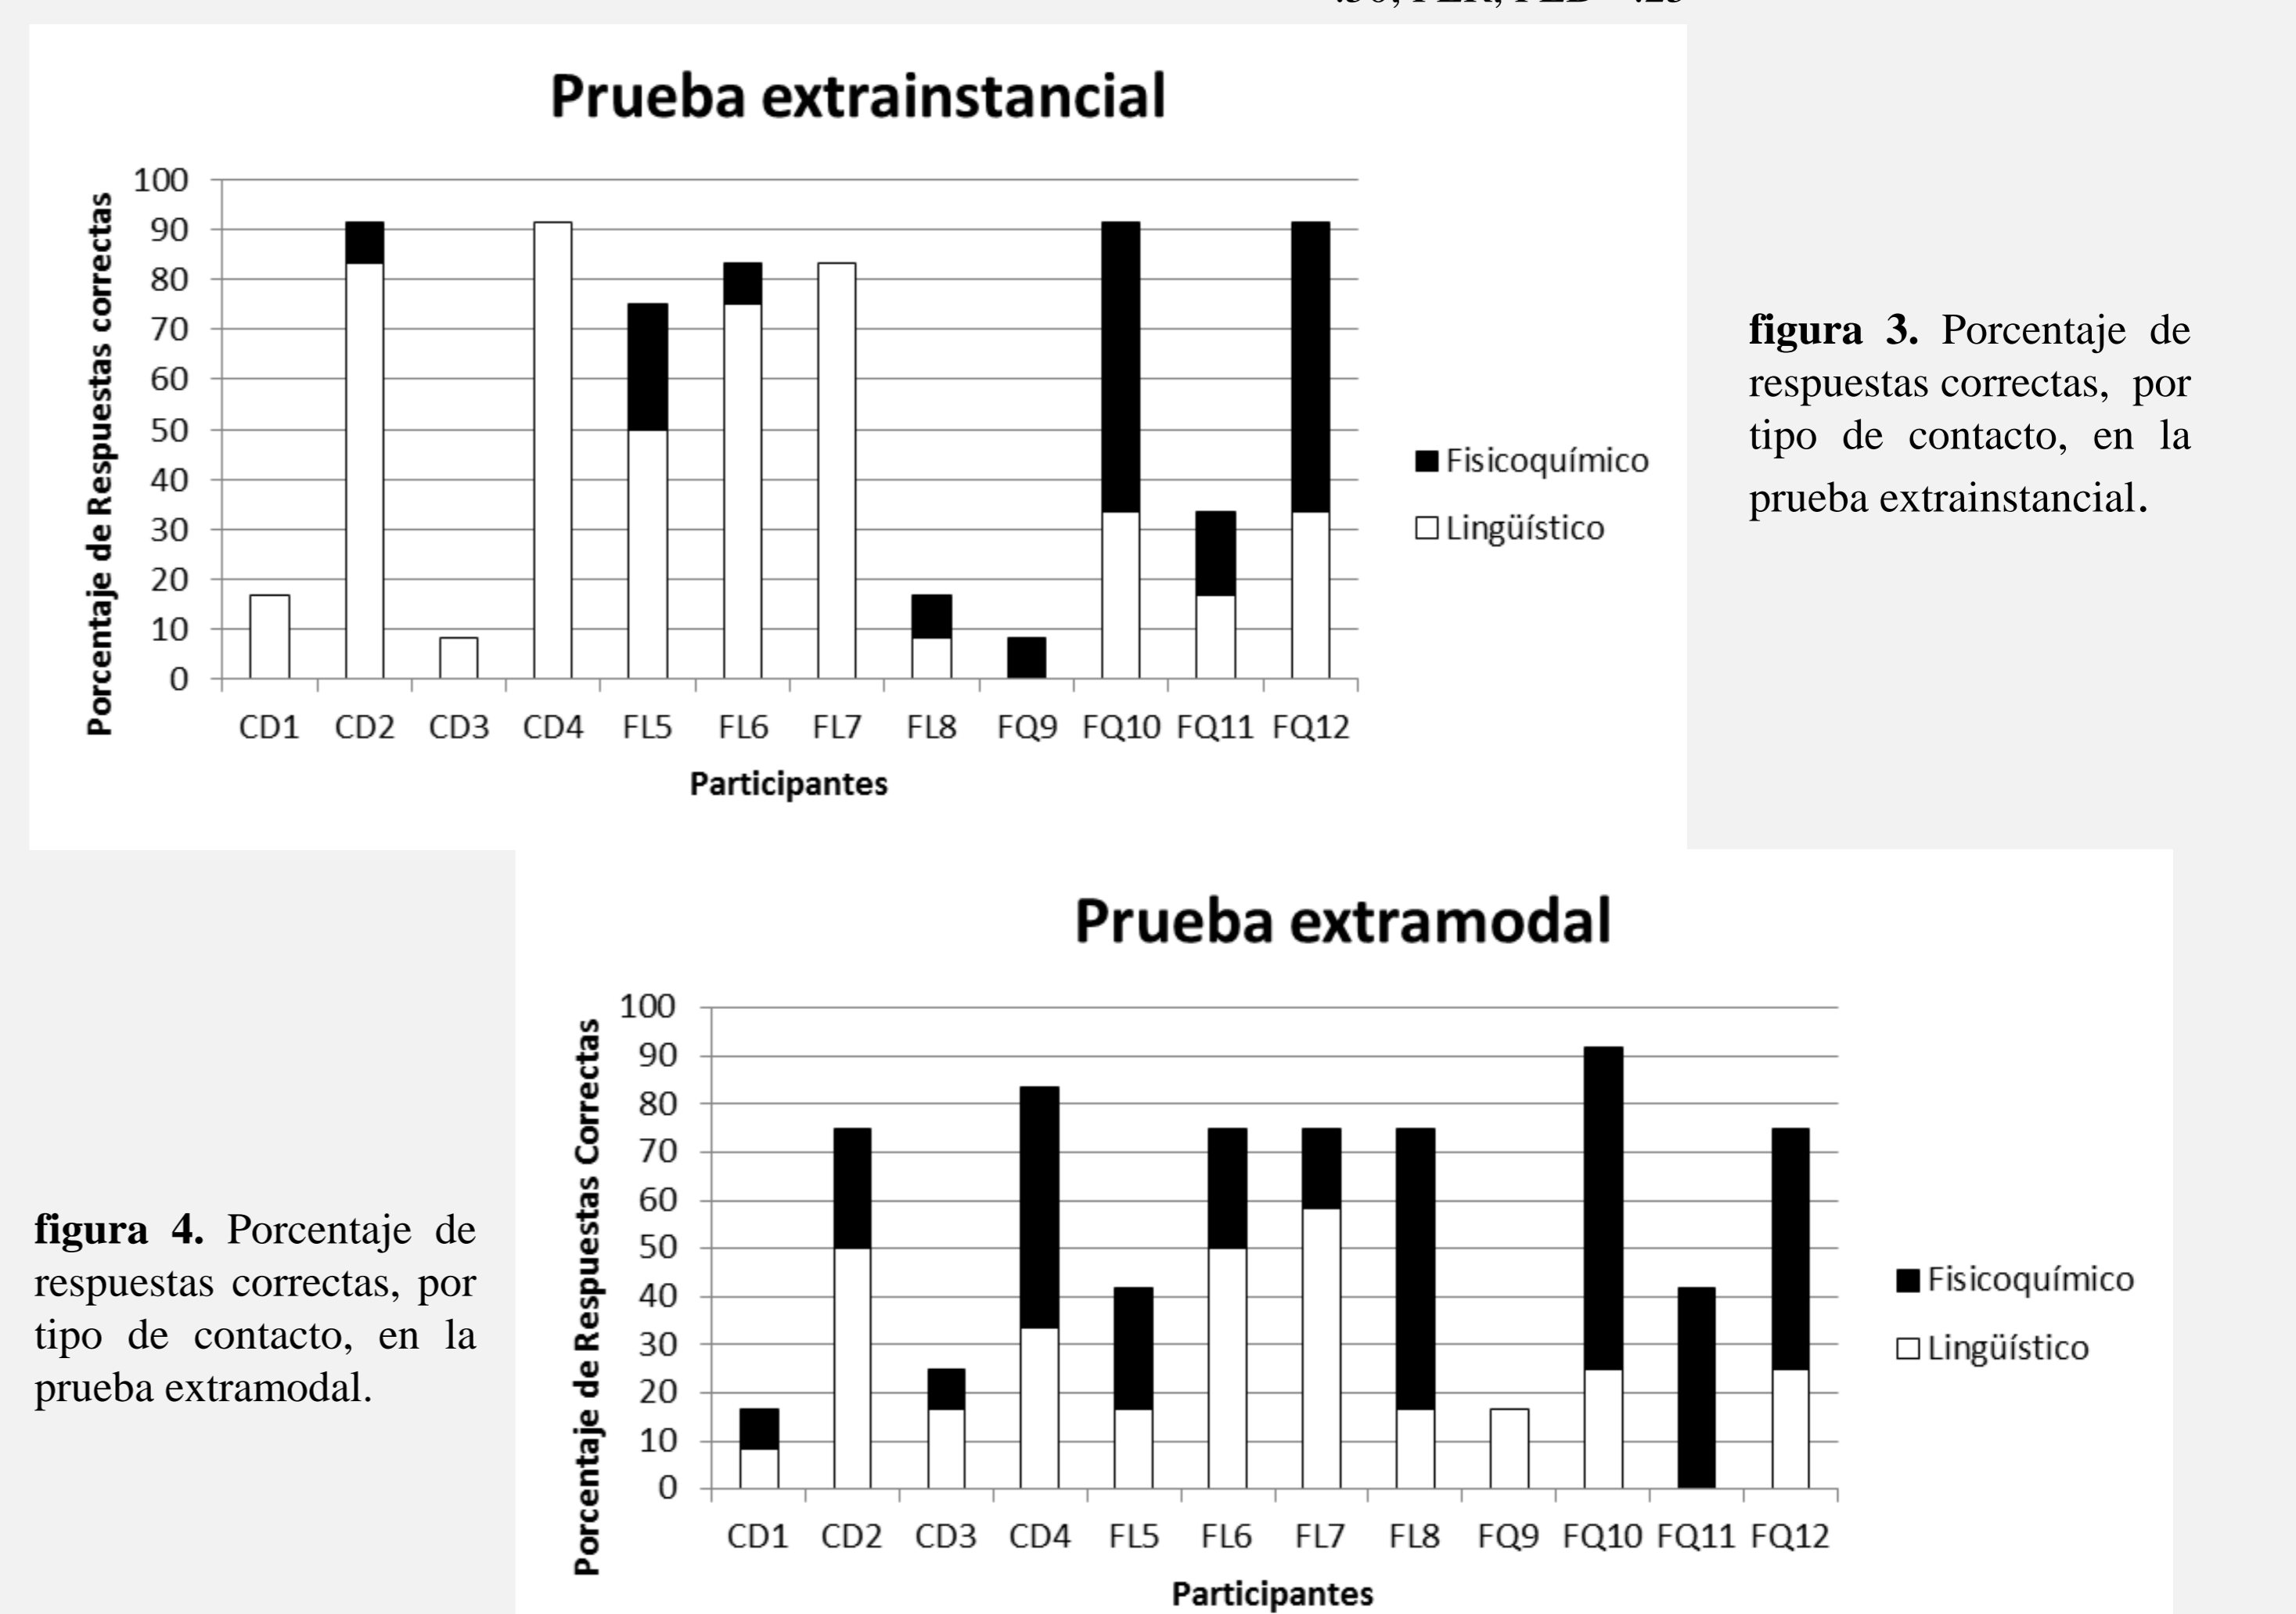 Prueba extrainstancial
Porcentaje de Respuestas correctas
100
90
80
70
60
50
40
30
20
10
0
CD1 CD2 CD3 CD4 FL5 FL6 FL7 FL8 FQ9 FQ10 FQ11 FQ12
Participantes
Fisicoquímico
Lingüístico
figura 3. Porcentaje de
respuestas correctas, por
tipo de contacto, en la
prueba extrainstancial.
Prueba extramodal
Porcentaje de Respuestas Correctas
100
90
80
70
60
50
40
30
20
10
0
CD1 CD2 CD3 CD4 FL5 FL6 FL7 FL8 FQ9 FQ10 FQ11 FQ12
Participantes
Fisicoquímico
Lingüístico
figura 4. Porcentaje de
respuestas correctas, por
tipo de contacto, en la
prueba extramodal.